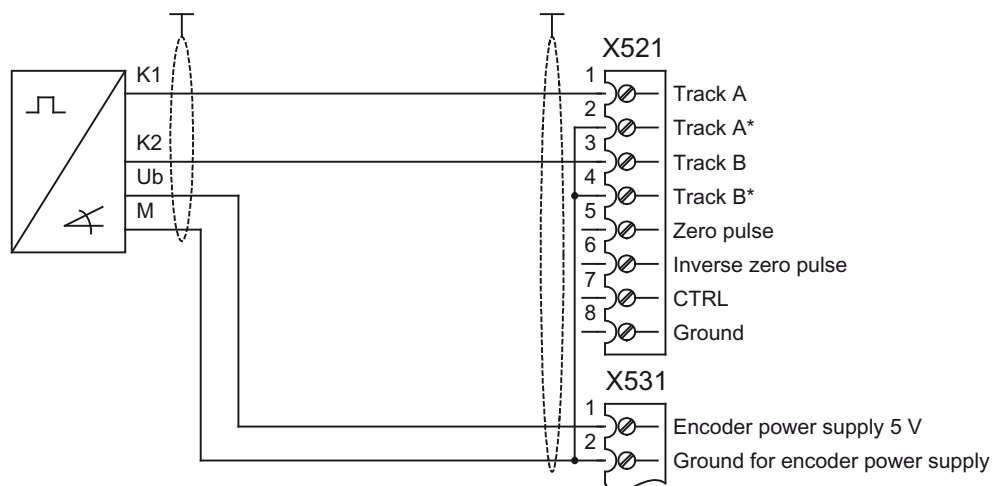 K1
K2
Ub
M
X521
1 Track A
2 Track A*
3 Track B
4 Track B*
5 Zero pulse
6 Inverse zero pulse
7 CTRL
8 Ground
X531
1 Encoder power supply 5 V
2 Ground for encoder power supply